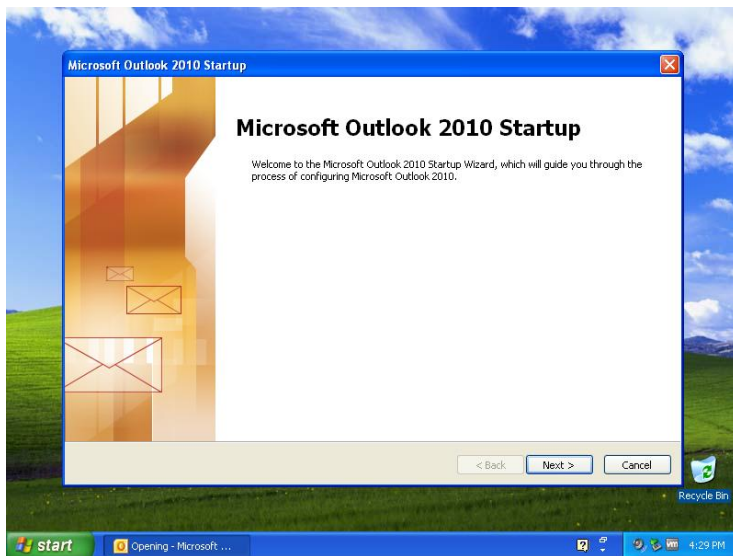 Microsoft Outlook 2010 Startup
Microsoft Outlook 2010 Startup
Welcome to the Microsoft Outlook 2010 Startup Wizard, which will guide you through the
process of configuring Microsoft Outlook 2010.
< Back Next > Cancel
Recycle Bin
start Opening - Microsoft ... 4:29 PM